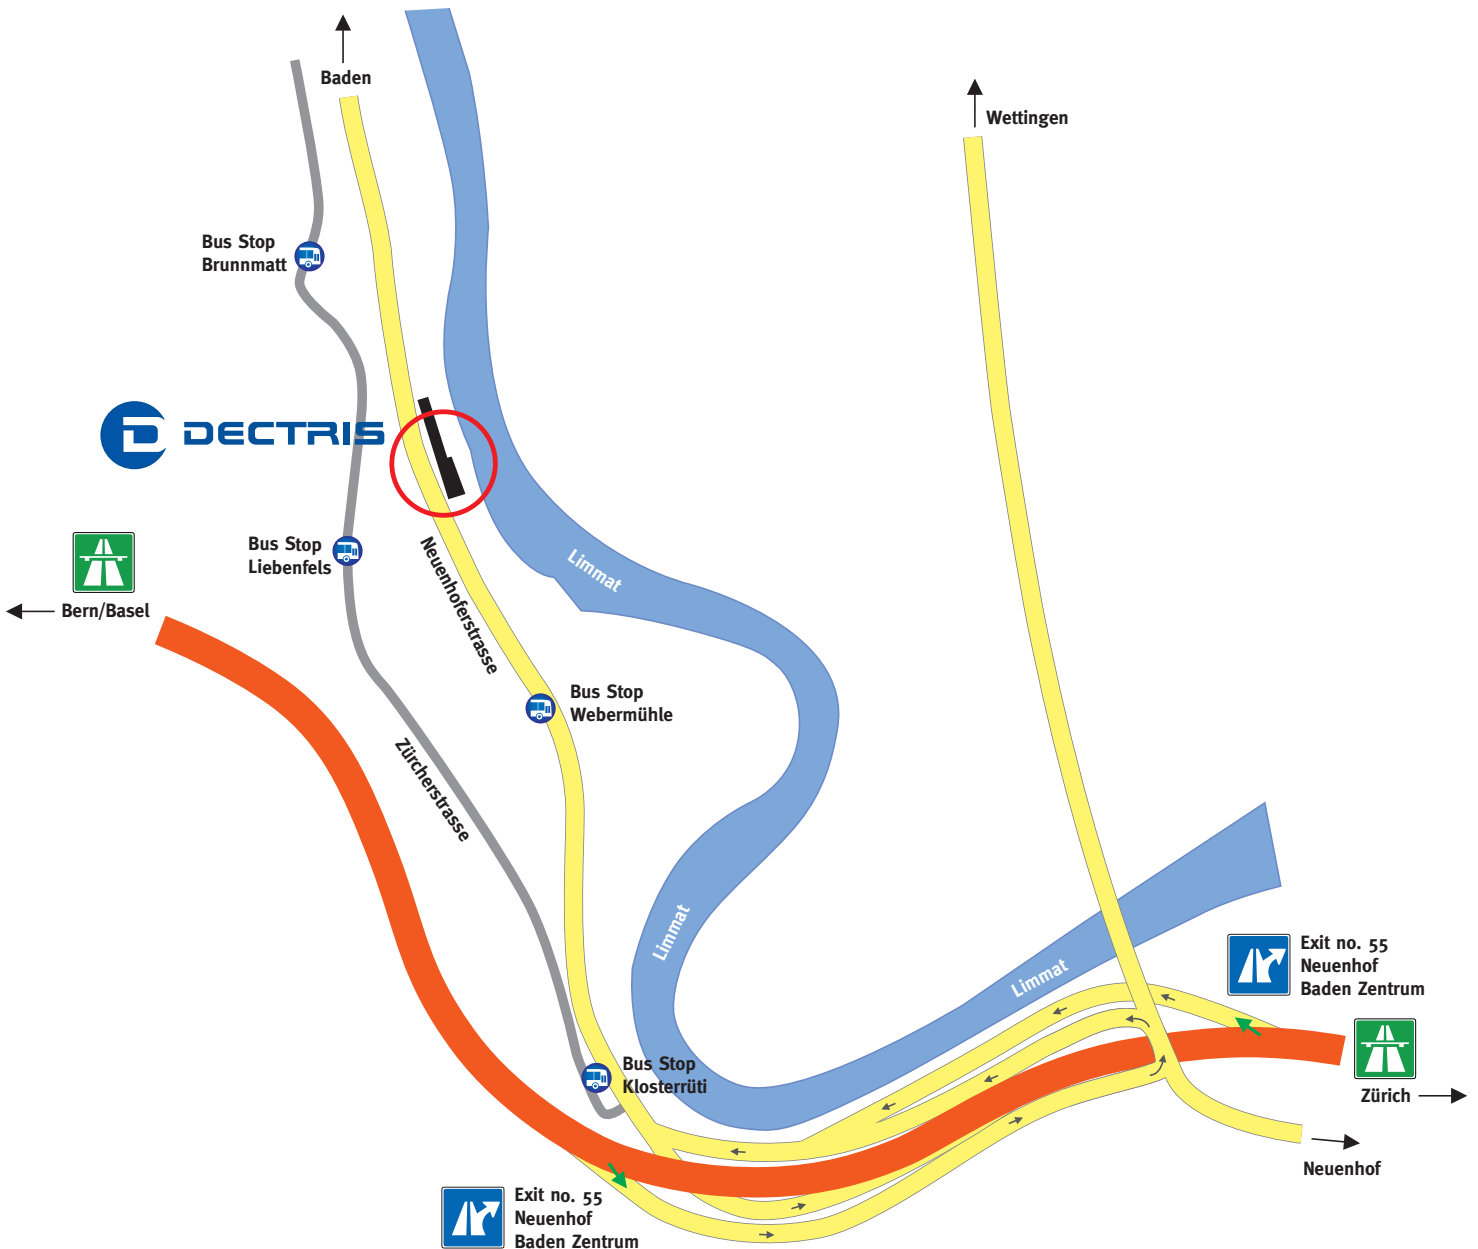 Baden
Wettingen
Bus Stop
Brunnmatt
DECTRIS
Bus Stop
Liebenfels
Bern/Basel
Neuenhoferstrasse
Limmat
Bus Stop
Webermühle
Zürcherstrasse
Limmat
Limmat
Exit no. 55
Neuenhof
Baden Zentrum
Bus Stop
Klosterrüti
Zürich
Neuenhof
Exit no. 55
Neuenhof
Baden Zentrum